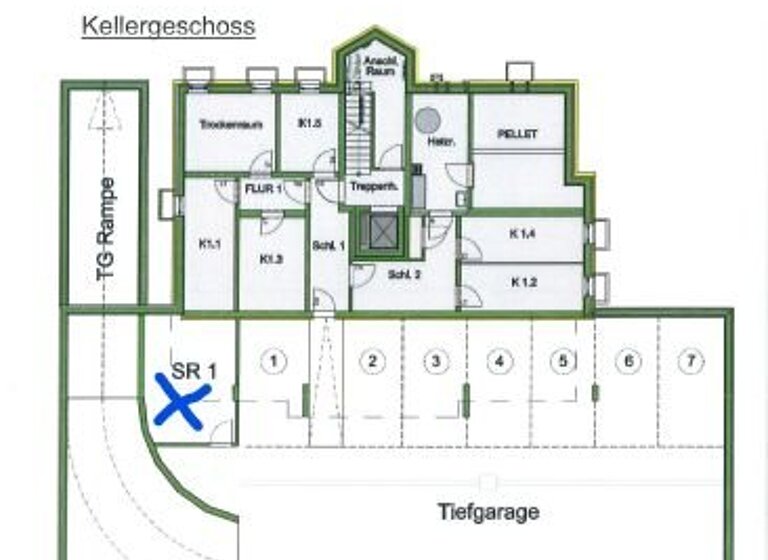 Kellergeschoss
Anschl.
Raum
Trockenraum
K1.5
Heizr.
PELLET
TG Rampe
FLUR 1
Treppenh.
K1.1
K1.3
Schl. 1
Schl. 2
K 1.4
K 1.2
SR 1
1
2
3
4
5
6
7
Tiefgarage